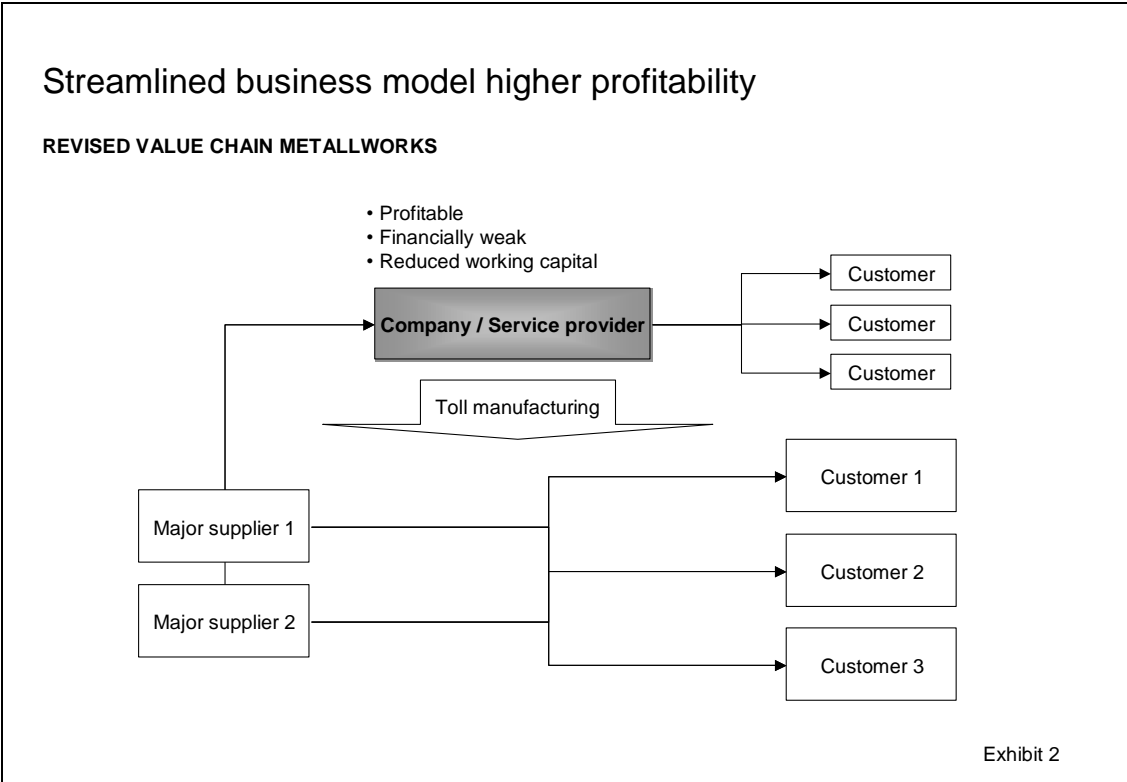 Streamlined business model higher profitability
REVISED VALUE CHAIN METALLWORKS
• Profitable
• Financially weak
• Reduced working capital
Company / Service provider
Customer
Customer
Customer
Toll manufacturing
Major supplier 1
Major supplier 2
Customer 1
Customer 2
Customer 3
Exhibit 2